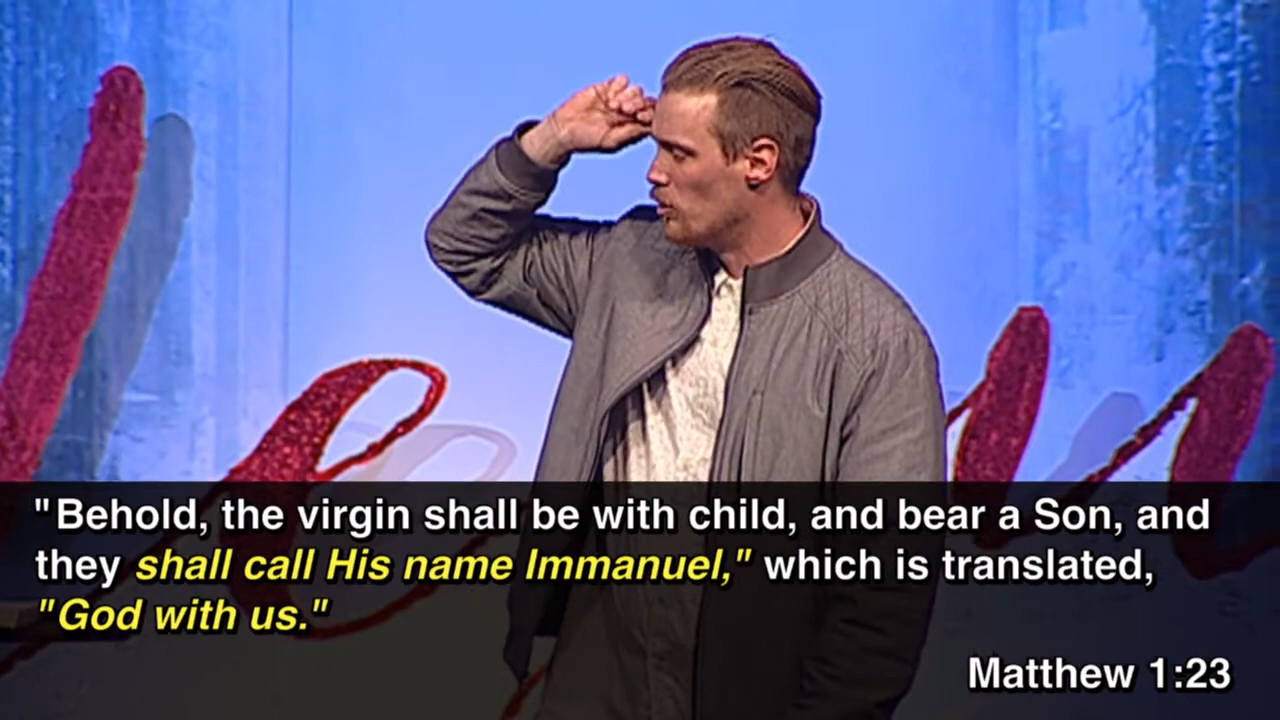 "Behold, the virgin shall be with child, and bear a Son, and
they shall call His name Immanuel," which is translated,
"God with us."
Matthew 1:23